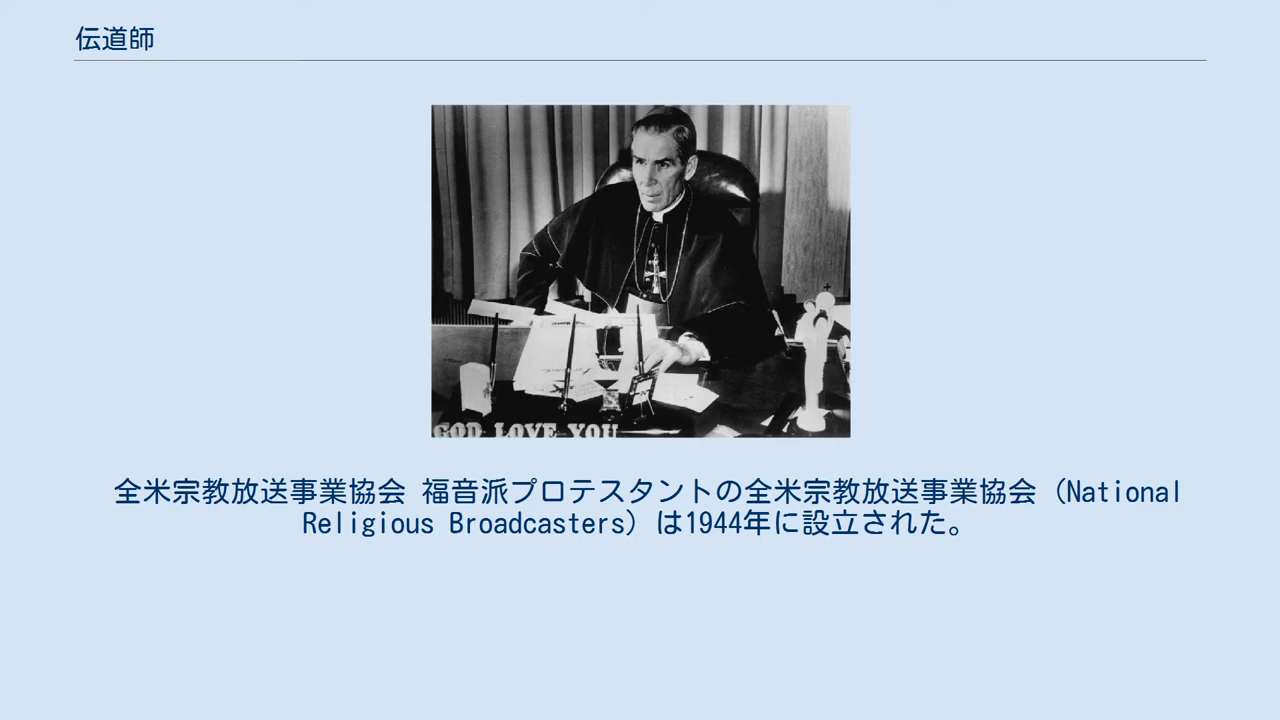 伝道師
GOD LOVE YOU
全米宗教放送事業協会 福音派プロテスタントの全米宗教放送事業協会（National
Religious Broadcasters）は1944年に設立された。